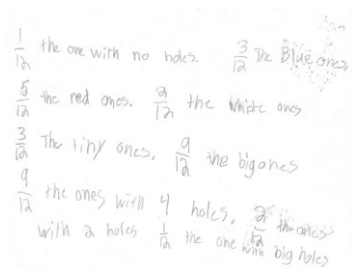 1/12 the one with no holes. 3/12 The Blue ones,
5/12 the red ones. 2/12 the white ones
3/12 The tiny ones. 9/12 the big ones
9/12 the ones with 4 holes, 2/12 the ones
with 2 holes 1/12 the one with big holes